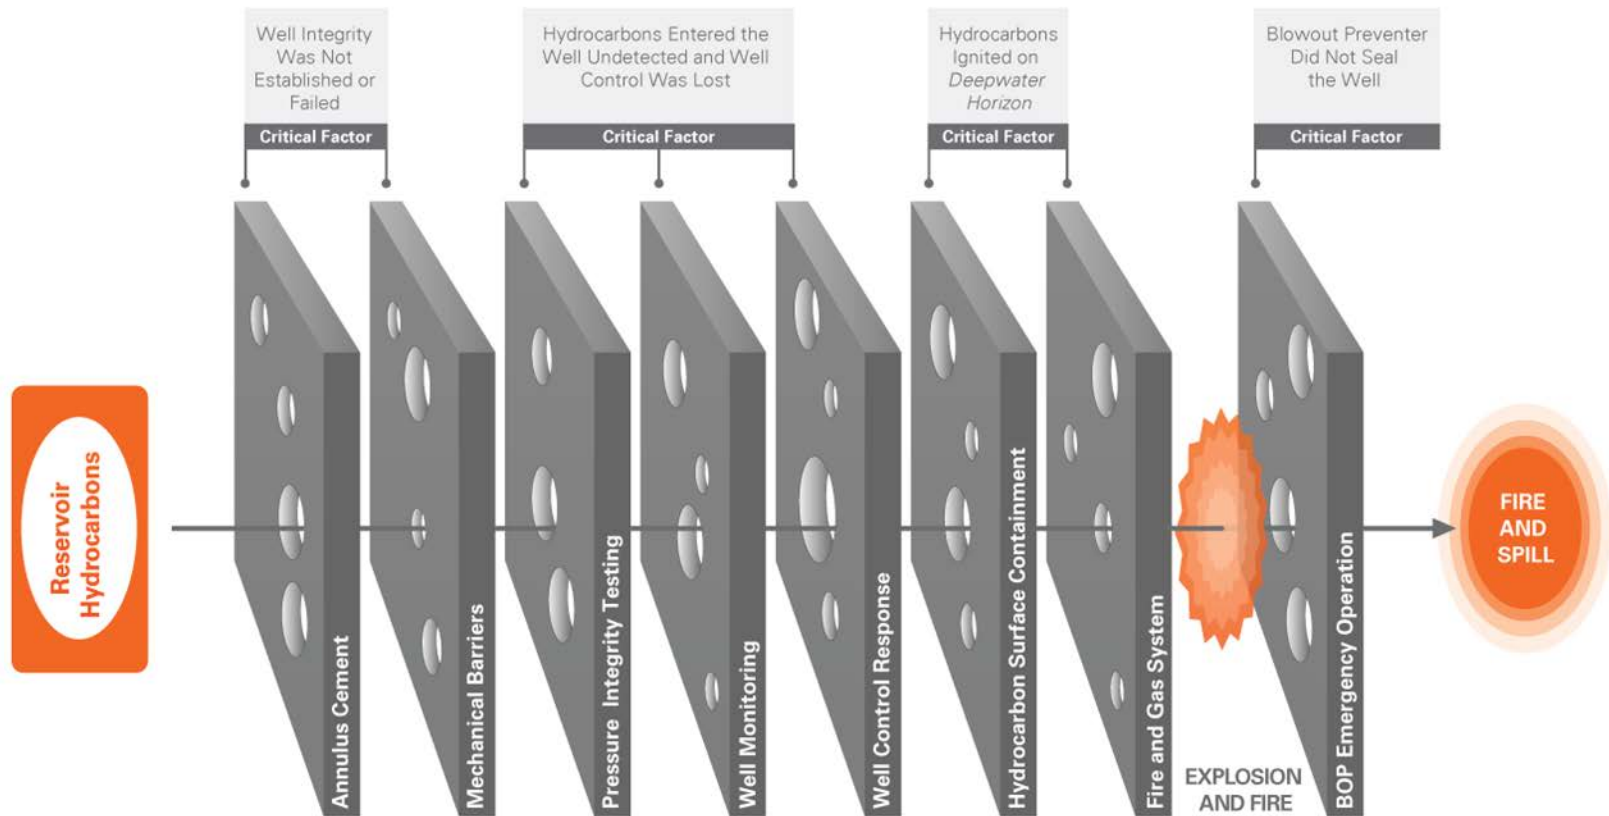 Well Integrity
Was Not
Established or
Failed
Critical Factor
Hydrocarbons Entered the
Well Undetected and Well
Control Was Lost
Critical Factor
Hydrocarbons
Ignited on
Deepwater
Horizon
Critical Factor
Blowout Preventer
Did Not Seal
the Well
Critical Factor
Reservoir
Hydrocarbons
Annulus Cement
Mechanical Barriers
Pressure Integrity Testing
Well Monitoring
Well Control Response
Hydrocarbon Surface Containment
Fire and Gas System
EXPLOSION
AND FIRE
BOP Emergency Operation
FIRE
AND
SPILL